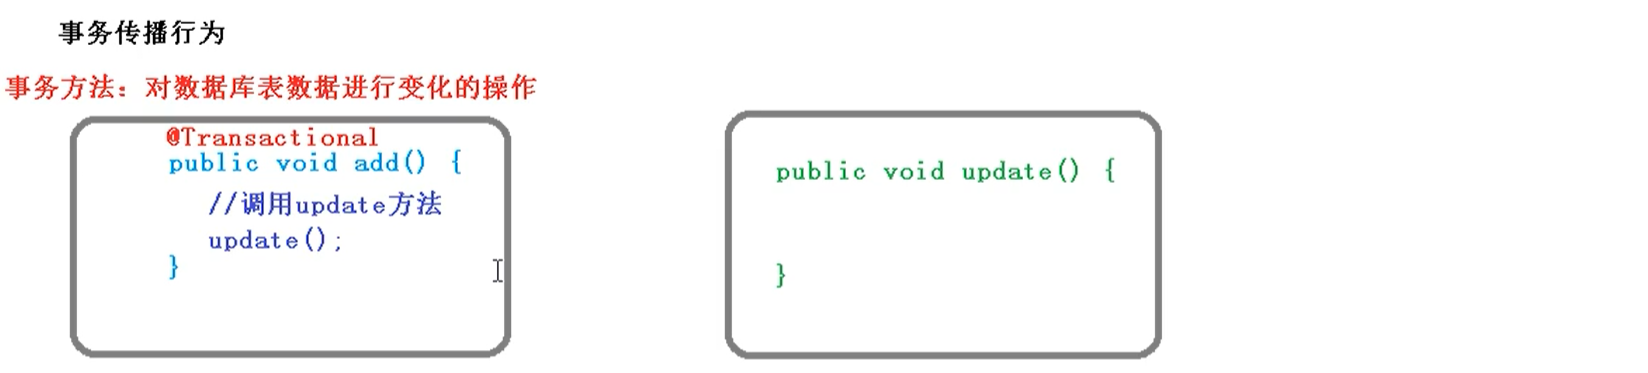 事务传播行为
事务方法：对数据库表数据进行变化的操作
@Transactional
public void add() {
//调用update方法
update();
}
public void update() {
}